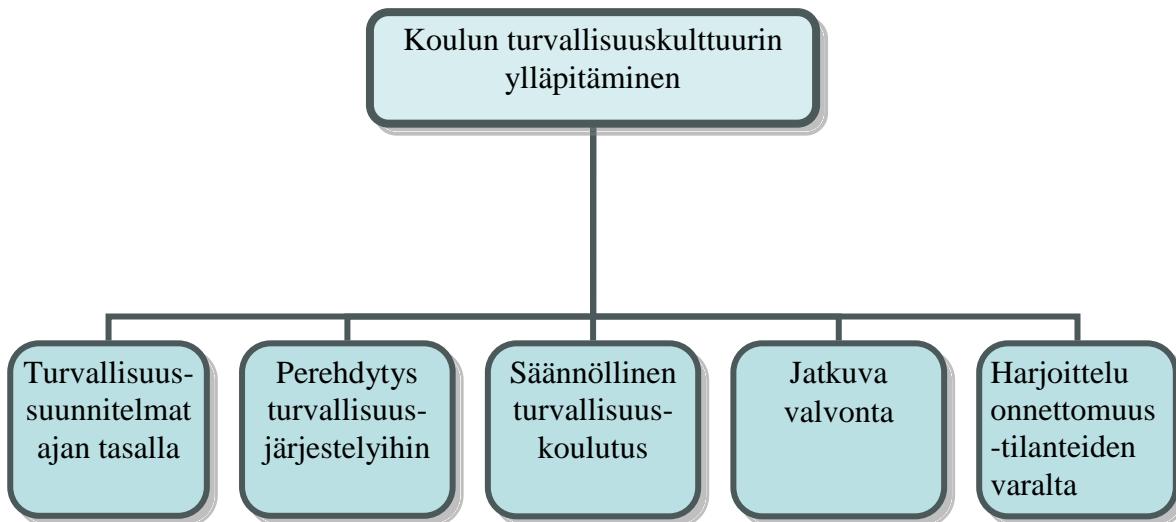 Koulun turvallisuuskulttuurin
ylläpitäminen
Turvallisuus-
suunnitelmat
ajan tasalla
Perehdytys
turvallisuus-
järjestelyihin
Säännöllinen
turvallisuus-
koulutus
Jatkuva
valvonta
Harjoittelu
onnettomuus
-tilanteiden
varalta